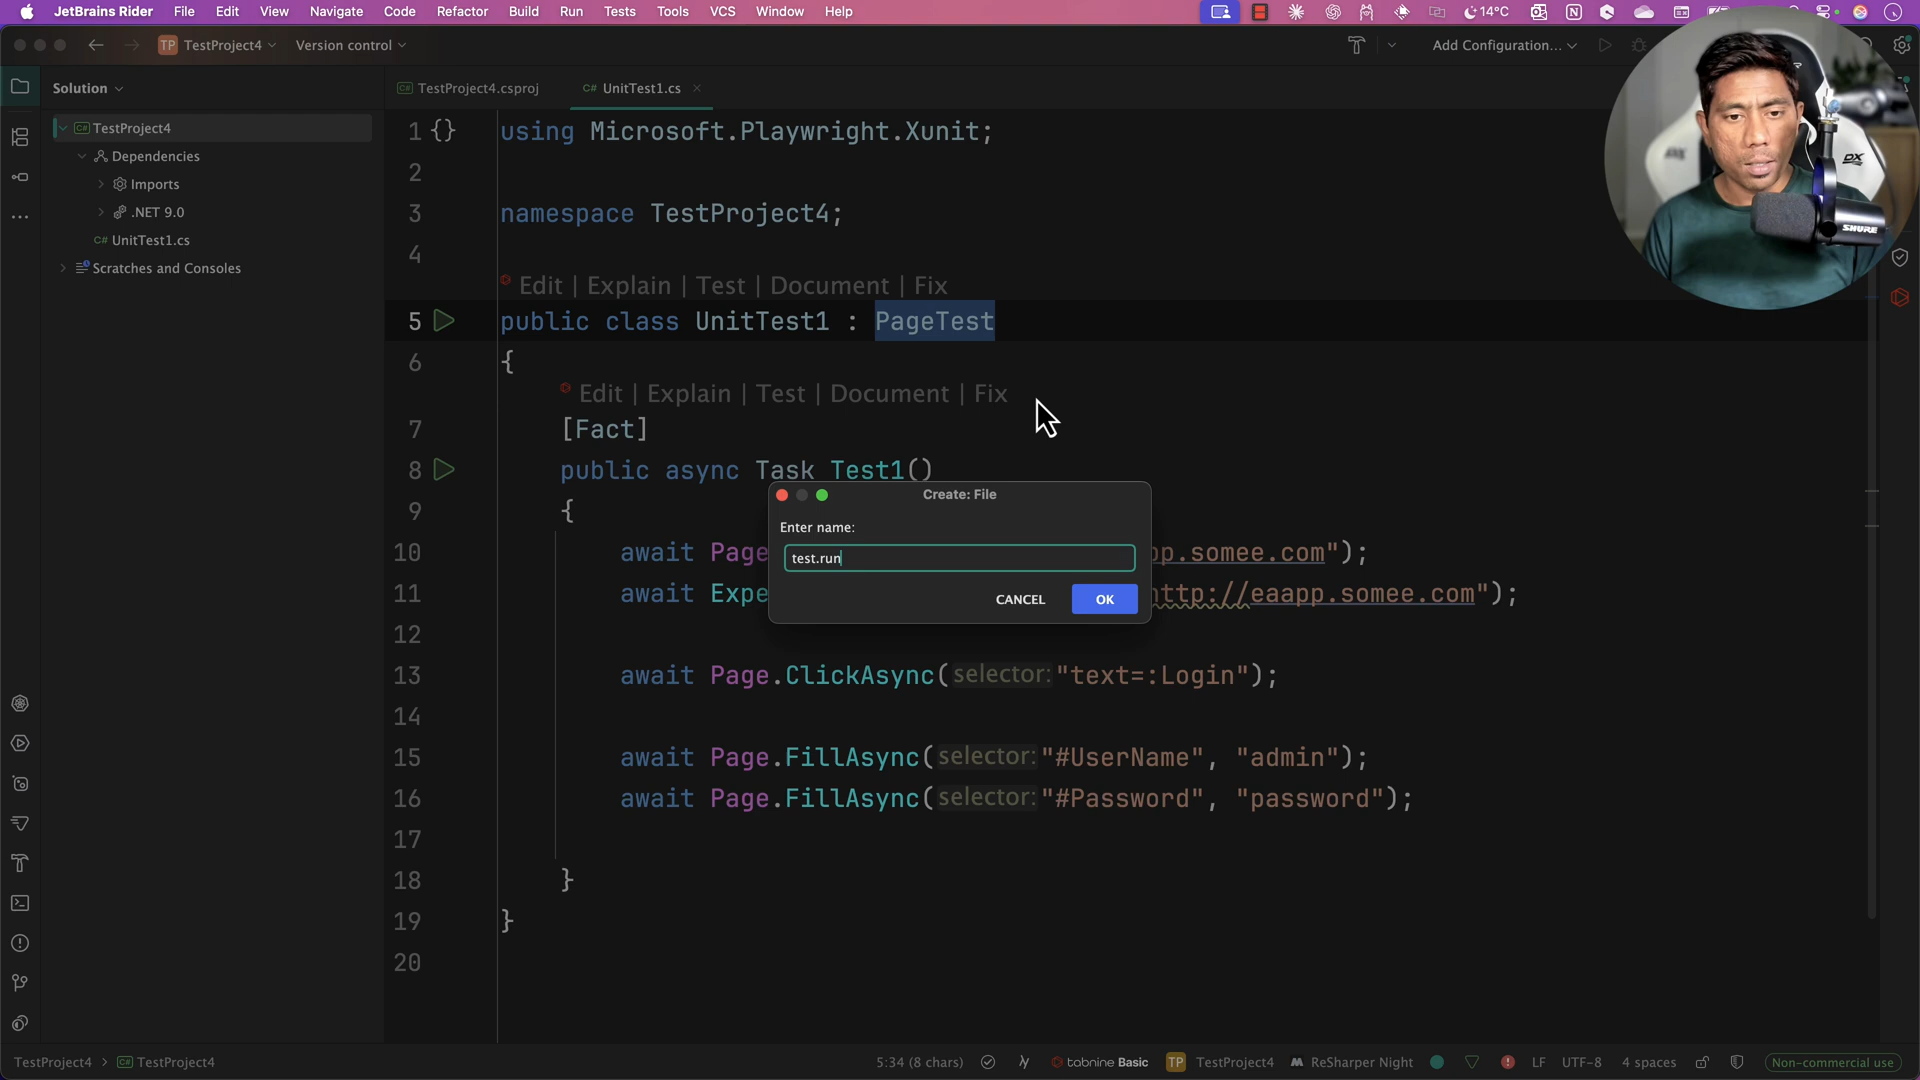 JetBrains Rider File Edit View Navigate Code Refactor Build Run Tests Tools VCS Window Help 14°C
TP TestProject4 Version control Add Configuration...
Solution
C# TestProject4.csproj C# UnitTest1.cs
TestProject4
Dependencies
Imports
.NET 9.0
C# UnitTest1.cs
Scratches and Consoles
1 {} using Microsoft.Playwright.Xunit;
2
3 namespace TestProject4;
4
Edit | Explain | Test | Document | Fix
5 public class UnitTest1 : PageTest
6 {
Edit | Explain | Test | Document | Fix
7 [Fact]
8 public async Task Test1()
9 {
10 await Page pp.somee.com");
11 await Expe http://eaapp.somee.com");
12
13 await Page.ClickAsync(selector:"text=:Login");
14
15 await Page.FillAsync(selector:"#UserName", "admin");
16 await Page.FillAsync(selector:"#Password", "password");
17
18 }
19 }
20
Create: File
Enter name:
test.run
CANCEL OK
SHURE
TestProject4 > TestProject4 5:34 (8 chars) tabnine Basic TP TestProject4 ReSharper Night LF UTF-8 4 spaces Non-commercial use